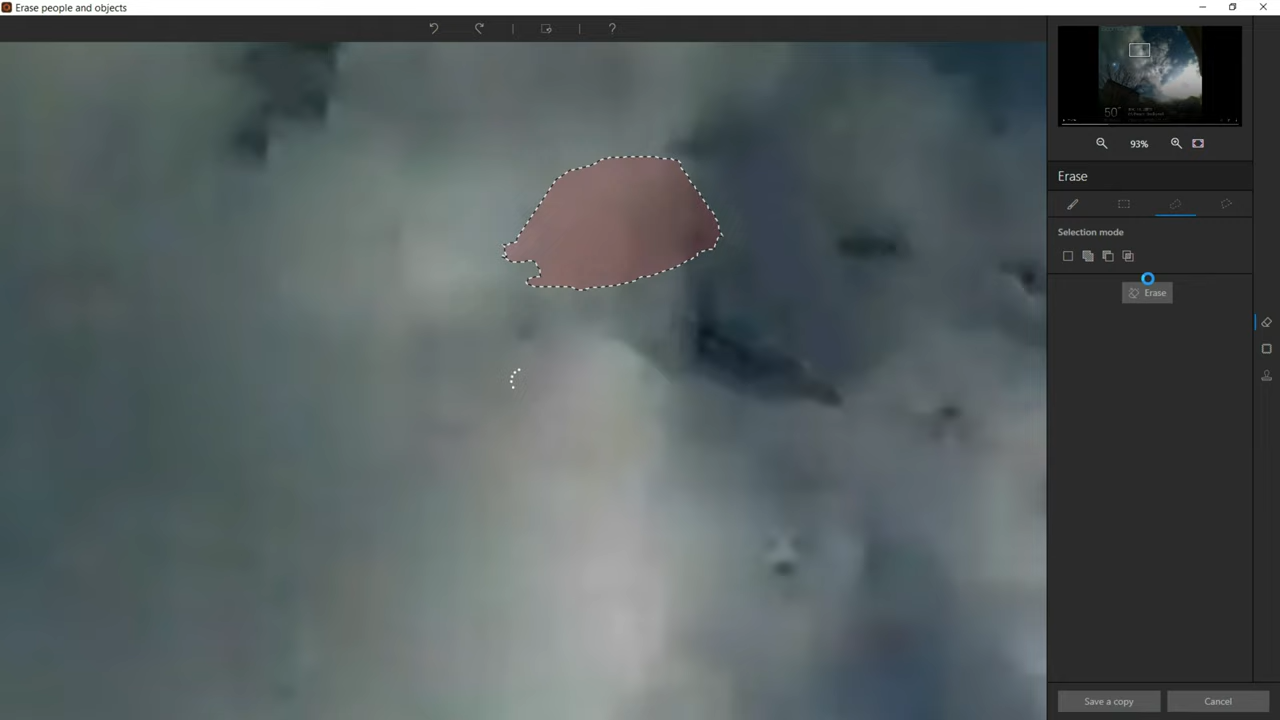 Erase people and objects
?
50°
93%
Erase
Selection mode
Erase
Save a copy
Cancel